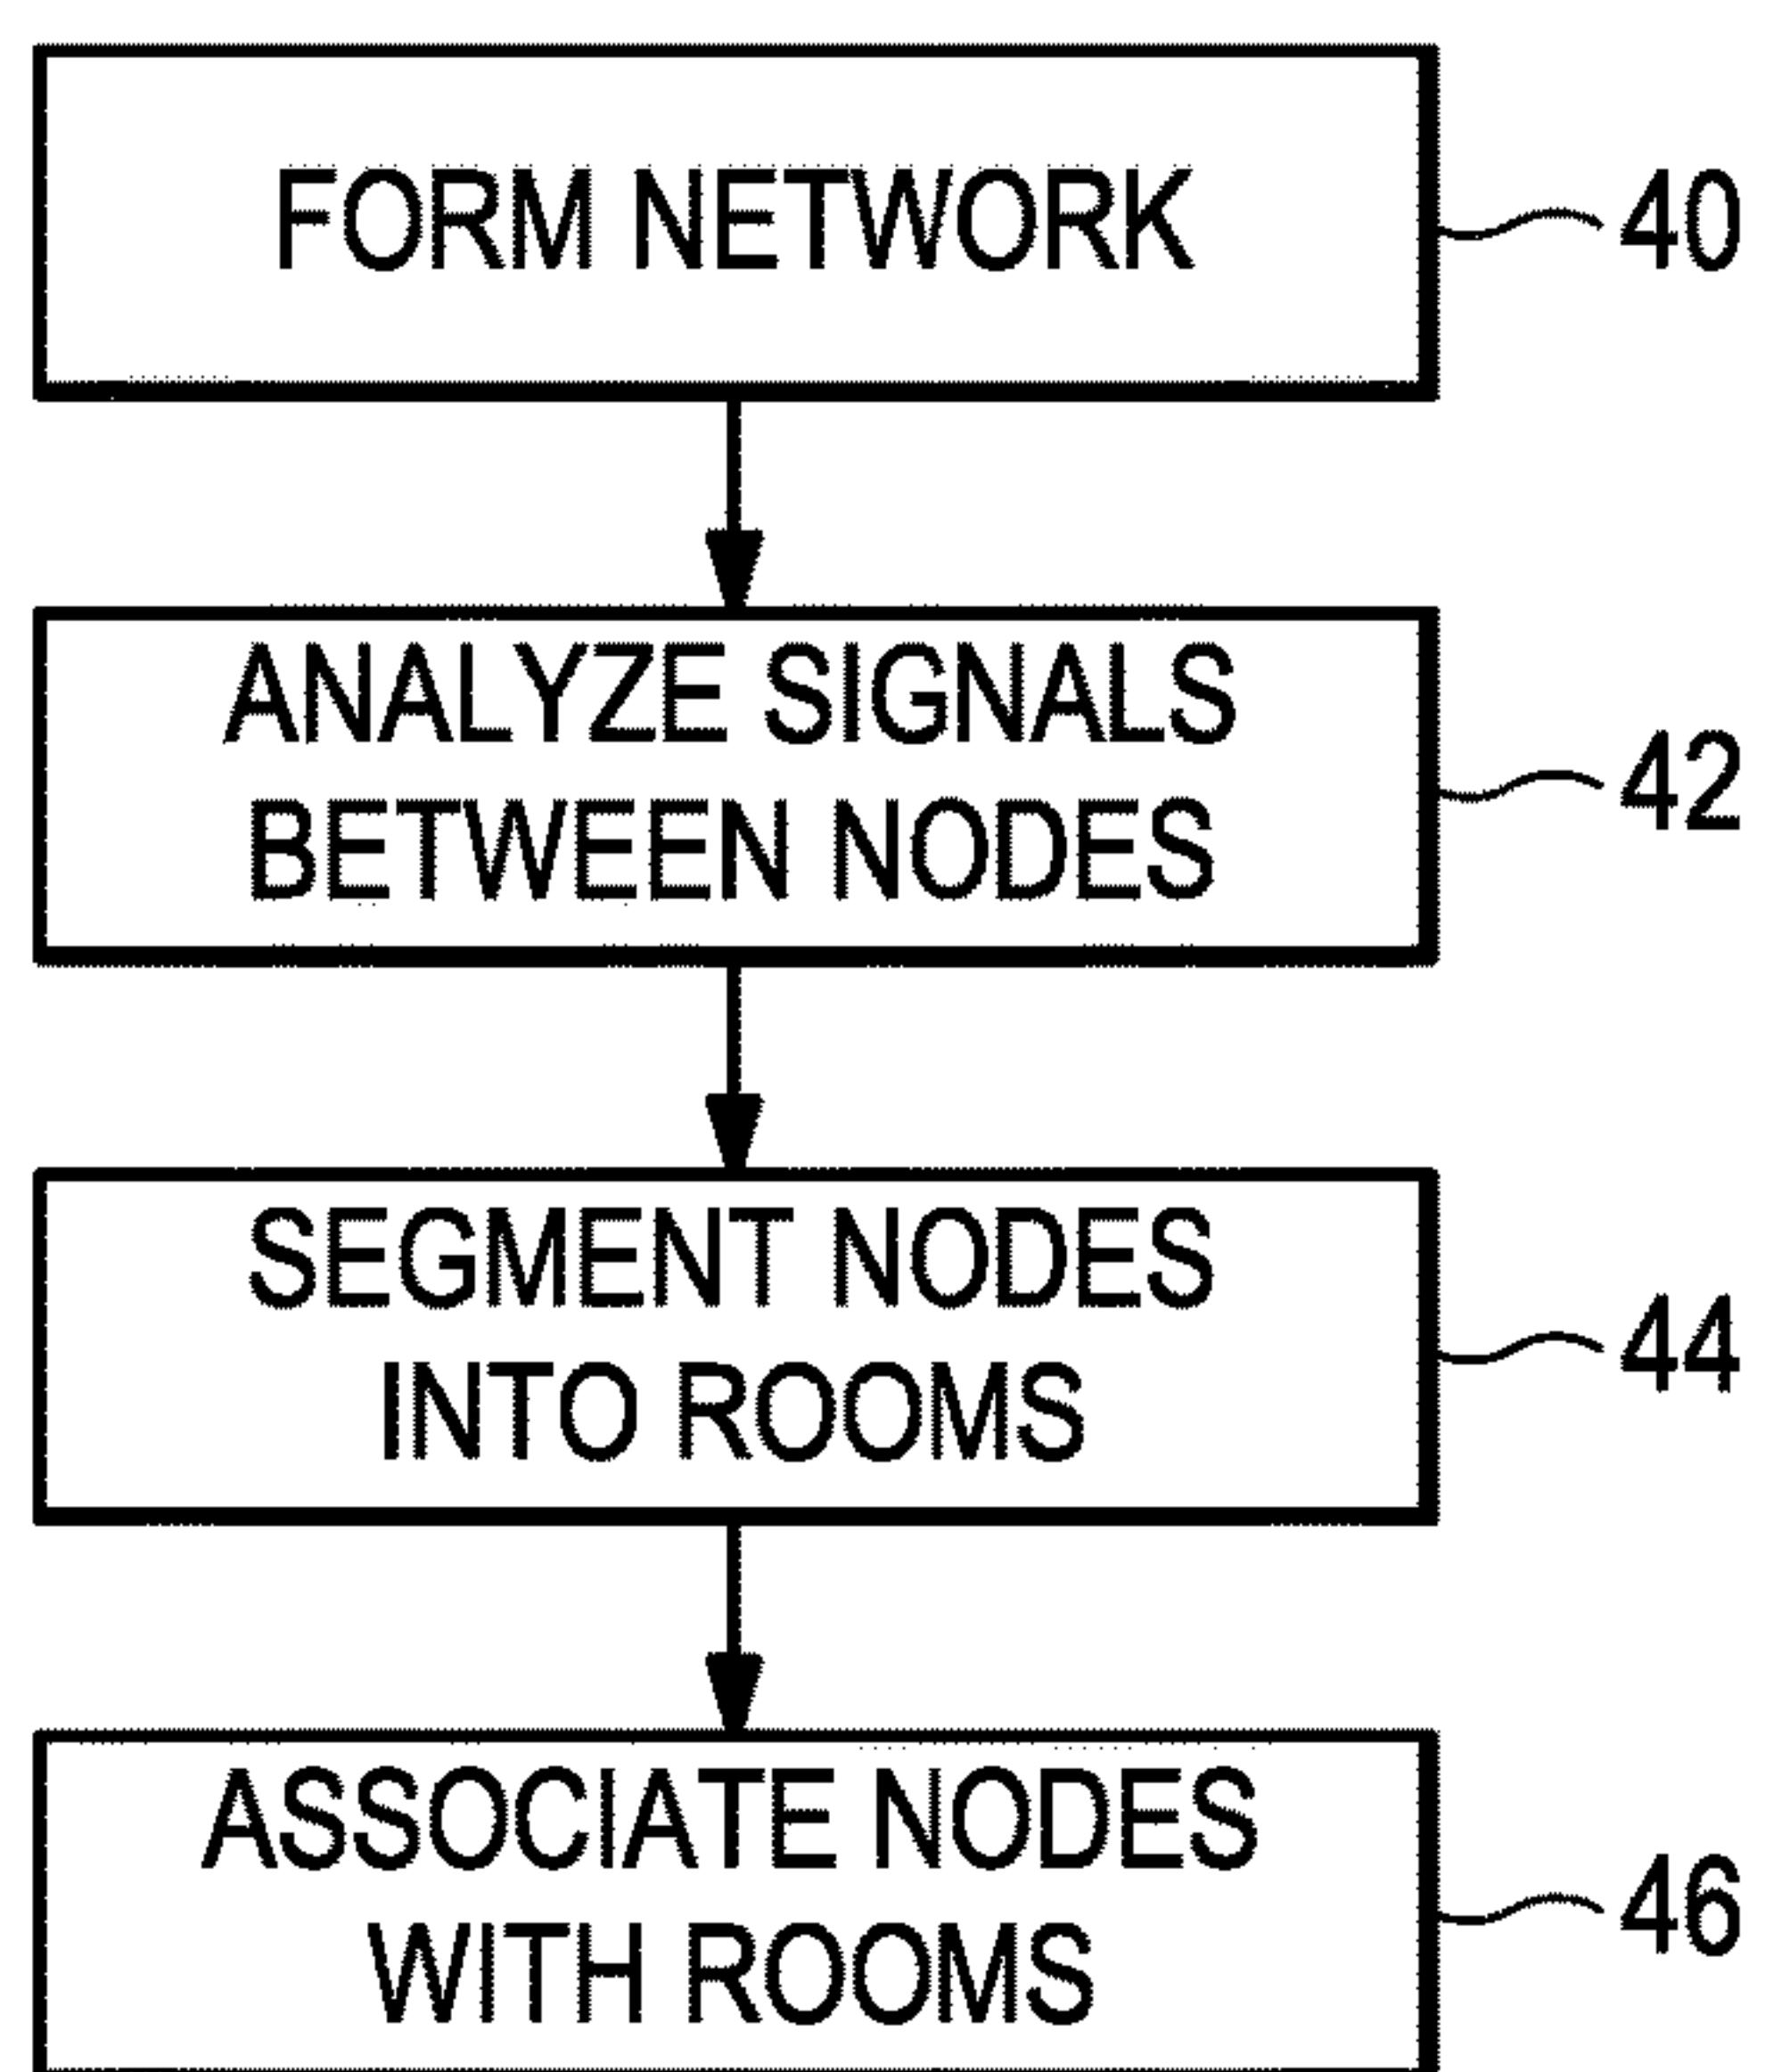 FORM NETWORK
40
ANALYZE SIGNALS
BETWEEN NODES
42
SEGMENT NODES
INTO ROOMS
44
ASSOCIATE NODES
WITH ROOMS
46